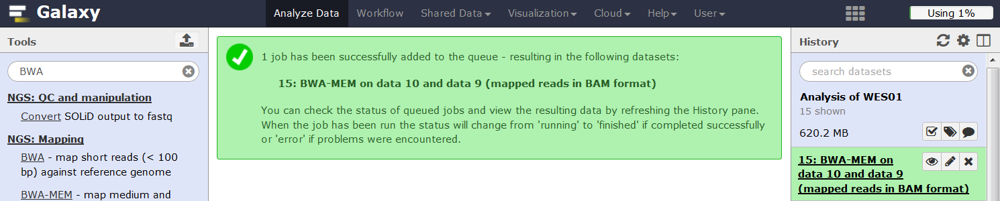 Galaxy
Analyze Data
Workflow
Shared Data
Visualization
Cloud
Help
User
Using 1%
Tools
BWA
NGS: QC and manipulation
Convert SOLiD output to fastq
NGS: Mapping
BWA - map short reads (< 100
bp) against reference genome
BWA-MEM - map medium and
1 job has been successfully added to the queue - resulting in the following datasets:
15: BWA-MEM on data 10 and data 9 (mapped reads in BAM format)
You can check the status of queued jobs and view the resulting data by refreshing the History pane.
When the job has been run the status will change from 'running' to 'finished' if completed successfully
or 'error' if problems were encountered.
History
search datasets
Analysis of WES01
15 shown
620.2 MB
15: BWA-MEM on
data 10 and data 9
(mapped reads in BAM format)